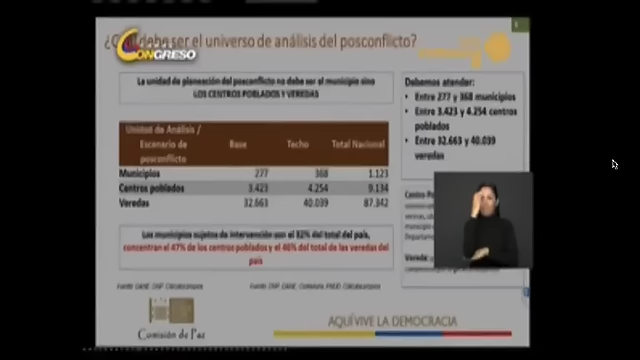 debe ser el universo de análisis del posconflicto?
CONGRESO
La unidad de planeación del posconflicto no debe ser el municipio sino
LOS CENTROS POBLADOS Y VEREDAS
Unidad de Análisis /
Escenario de
posconflicto
Base
Techo
Total Nacional
Municipios 277 368 1.123
Centros poblados 3.423 4.254 9.134
Veredas 32.663 40.039 87.342
Los municipios sujetos de intervención son el 32% del total del país,
concentran el 47% de los centros poblados y el 46% del total de las veredas del
país
Debemos atender:
• Entre 277 y 368 municipios
• Entre 3.423 y 4.254 centros
poblados
• Entre 32.663 y 40.039
veredas
Centro
Vereda:
Comisión de Paz
AQUÉVIVE LA DEMOCRACIA